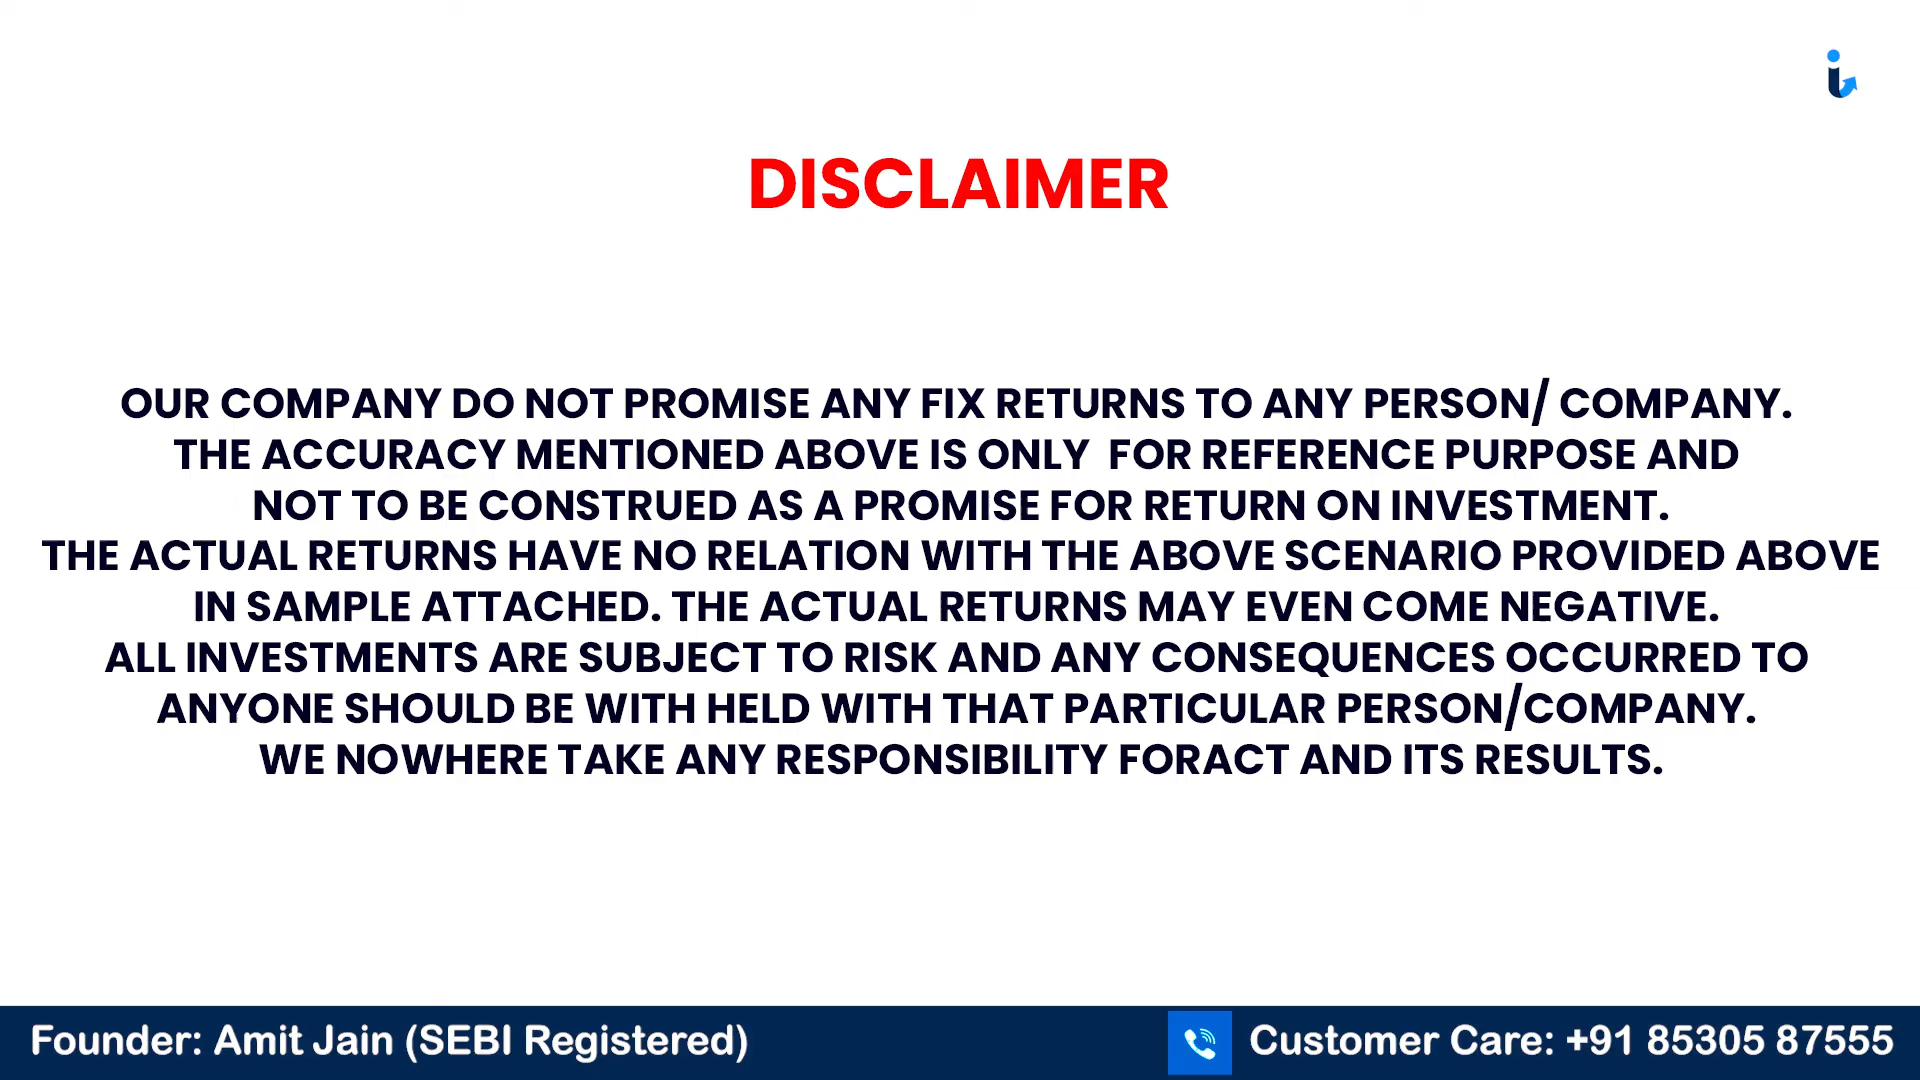 DISCLAIMER
OUR COMPANY DO NOT PROMISE ANY FIX RETURNS TO ANY PERSON/ COMPANY.
THE ACCURACY MENTIONED ABOVE IS ONLY FOR REFERENCE PURPOSE AND
NOT TO BE CONSTRUED AS A PROMISE FOR RETURN ON INVESTMENT.
THE ACTUAL RETURNS HAVE NO RELATION WITH THE ABOVE SCENARIO PROVIDED ABOVE
IN SAMPLE ATTACHED. THE ACTUAL RETURNS MAY EVEN COME NEGATIVE.
ALL INVESTMENTS ARE SUBJECT TO RISK AND ANY CONSEQUENCES OCCURRED TO
ANYONE SHOULD BE WITH HELD WITH THAT PARTICULAR PERSON/COMPANY.
WE NOWHERE TAKE ANY RESPONSIBILITY FORACT AND ITS RESULTS.
Founder: Amit Jain (SEBI Registered)
Customer Care: +91 85305 87555